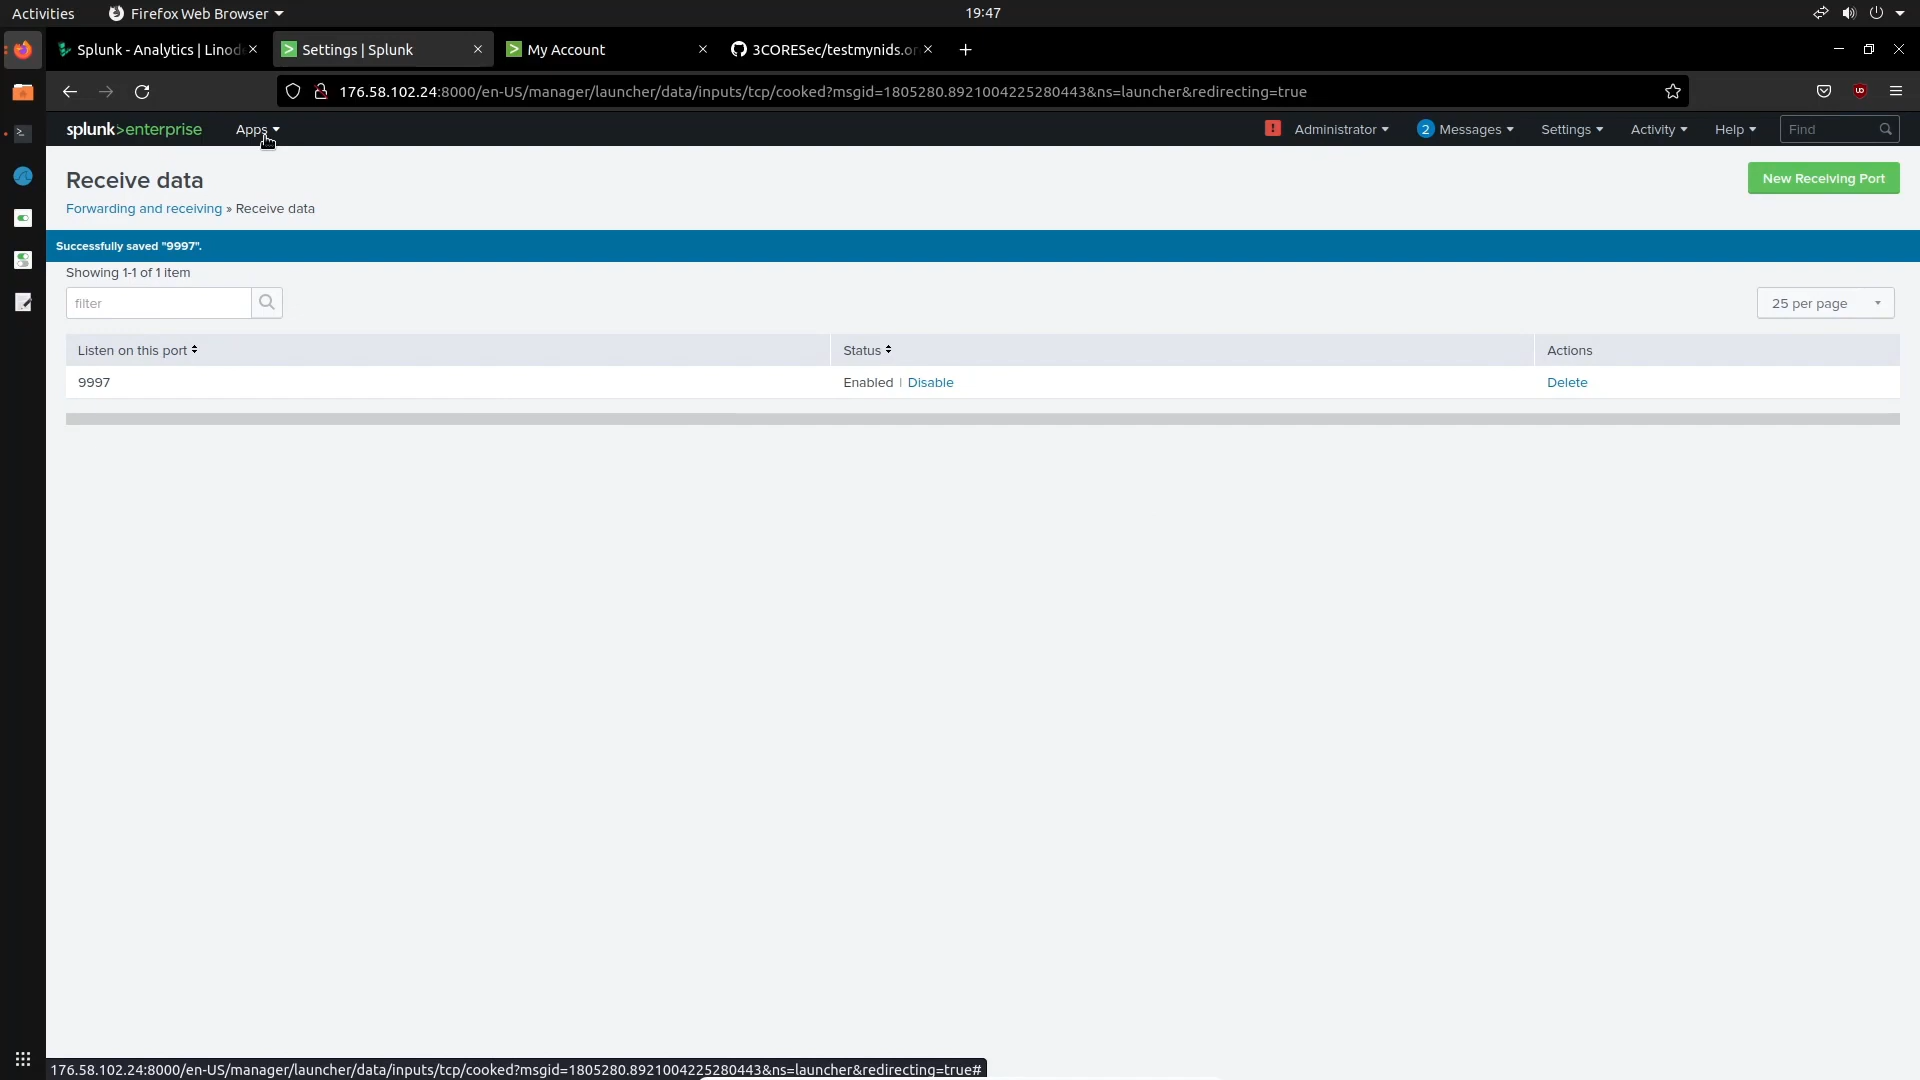 Activities
Firefox Web Browser
19:47
Splunk - Analytics | Linod
Settings | Splunk
My Account
3CORESec/testmynids.or
176.58.102.24:8000/en-US/manager/launcher/data/inputs/tcp/cooked?msgid=1805280.8921004225280443&ns=launcher&redirecting=true
splunk>enterprise
Apps
!
Administrator
2 Messages
Settings
Activity
Help
Find
Receive data
New Receiving Port
Forwarding and receiving » Receive data
Successfully saved "9997".
Showing 1-1 of 1 item
filter
25 per page
Listen on this port
Status
Actions
9997
Enabled | Disable
Delete
176.58.102.24:8000/en-US/manager/launcher/data/inputs/tcp/cooked?msgid=1805280.8921004225280443&ns=launcher&redirecting=true#